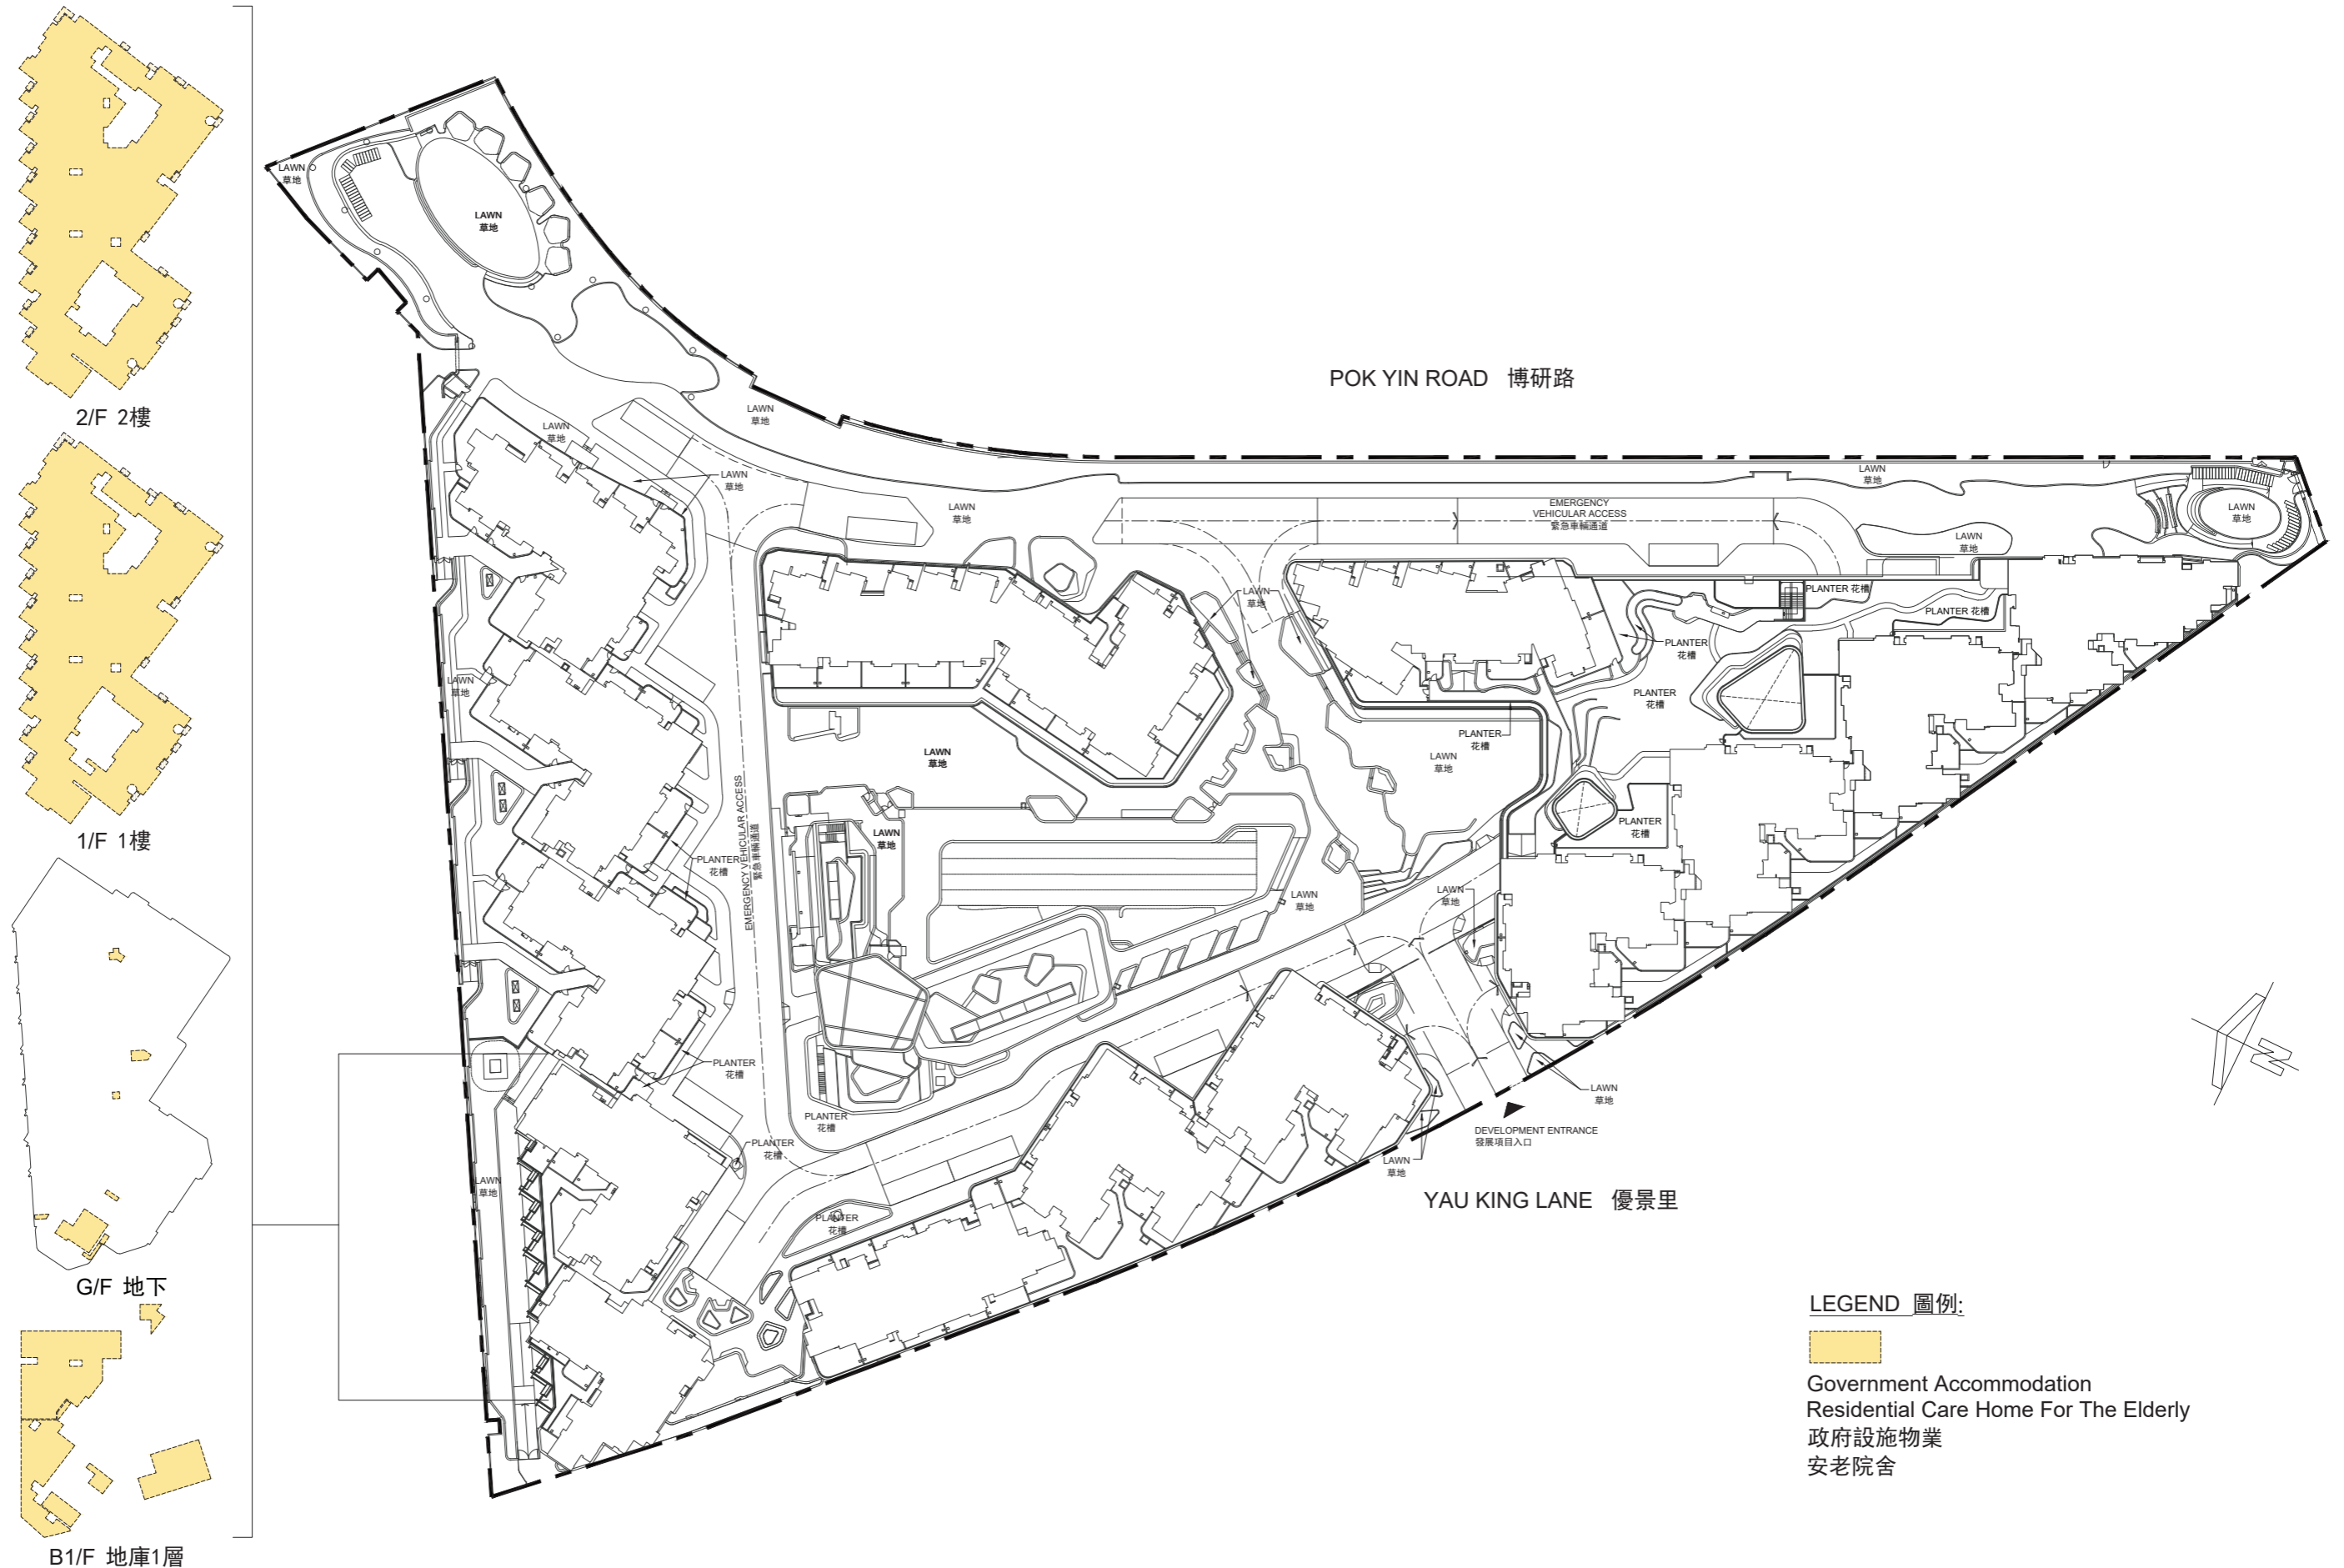 2/F 2樓
1/F 1樓
G/F 地下
B1/F 地庫1層
LAWN
草地
LAWN
草地
POK YIN ROAD 博研路
LAWN
草地
LAWN
草地
LAWN
草地
LAWN
草地
LAWN
草地
EMERGENCY
VEHICULAR ACCESS
緊急車輛通道
LAWN
草地
LAWN
草地
LAWN
草地
PLANTER 花槽
PLANTER 花槽
PLANTER
花槽
PLANTER
花槽
LAWN
草地
LAWN
草地
PLANTER
花槽
LAWN
草地
EMERGENCY VEHICULAR ACCESS
緊急車輛通道
LAWN
草地
PLANTER
花槽
PLANTER
花槽
LAWN
草地
LAWN
草地
PLANTER
花槽
LAWN
草地
PLANTER
花槽
PLANTER
花槽
DEVELOPMENT ENTRANCE
發展項目入口
LAWN
草地
LAWN
草地
PLANTER
花槽
YAU KING LANE 優景里
N
LEGEND 圖例:
Government Accommodation
Residential Care Home For The Elderly
政府設施物業
安老院舍